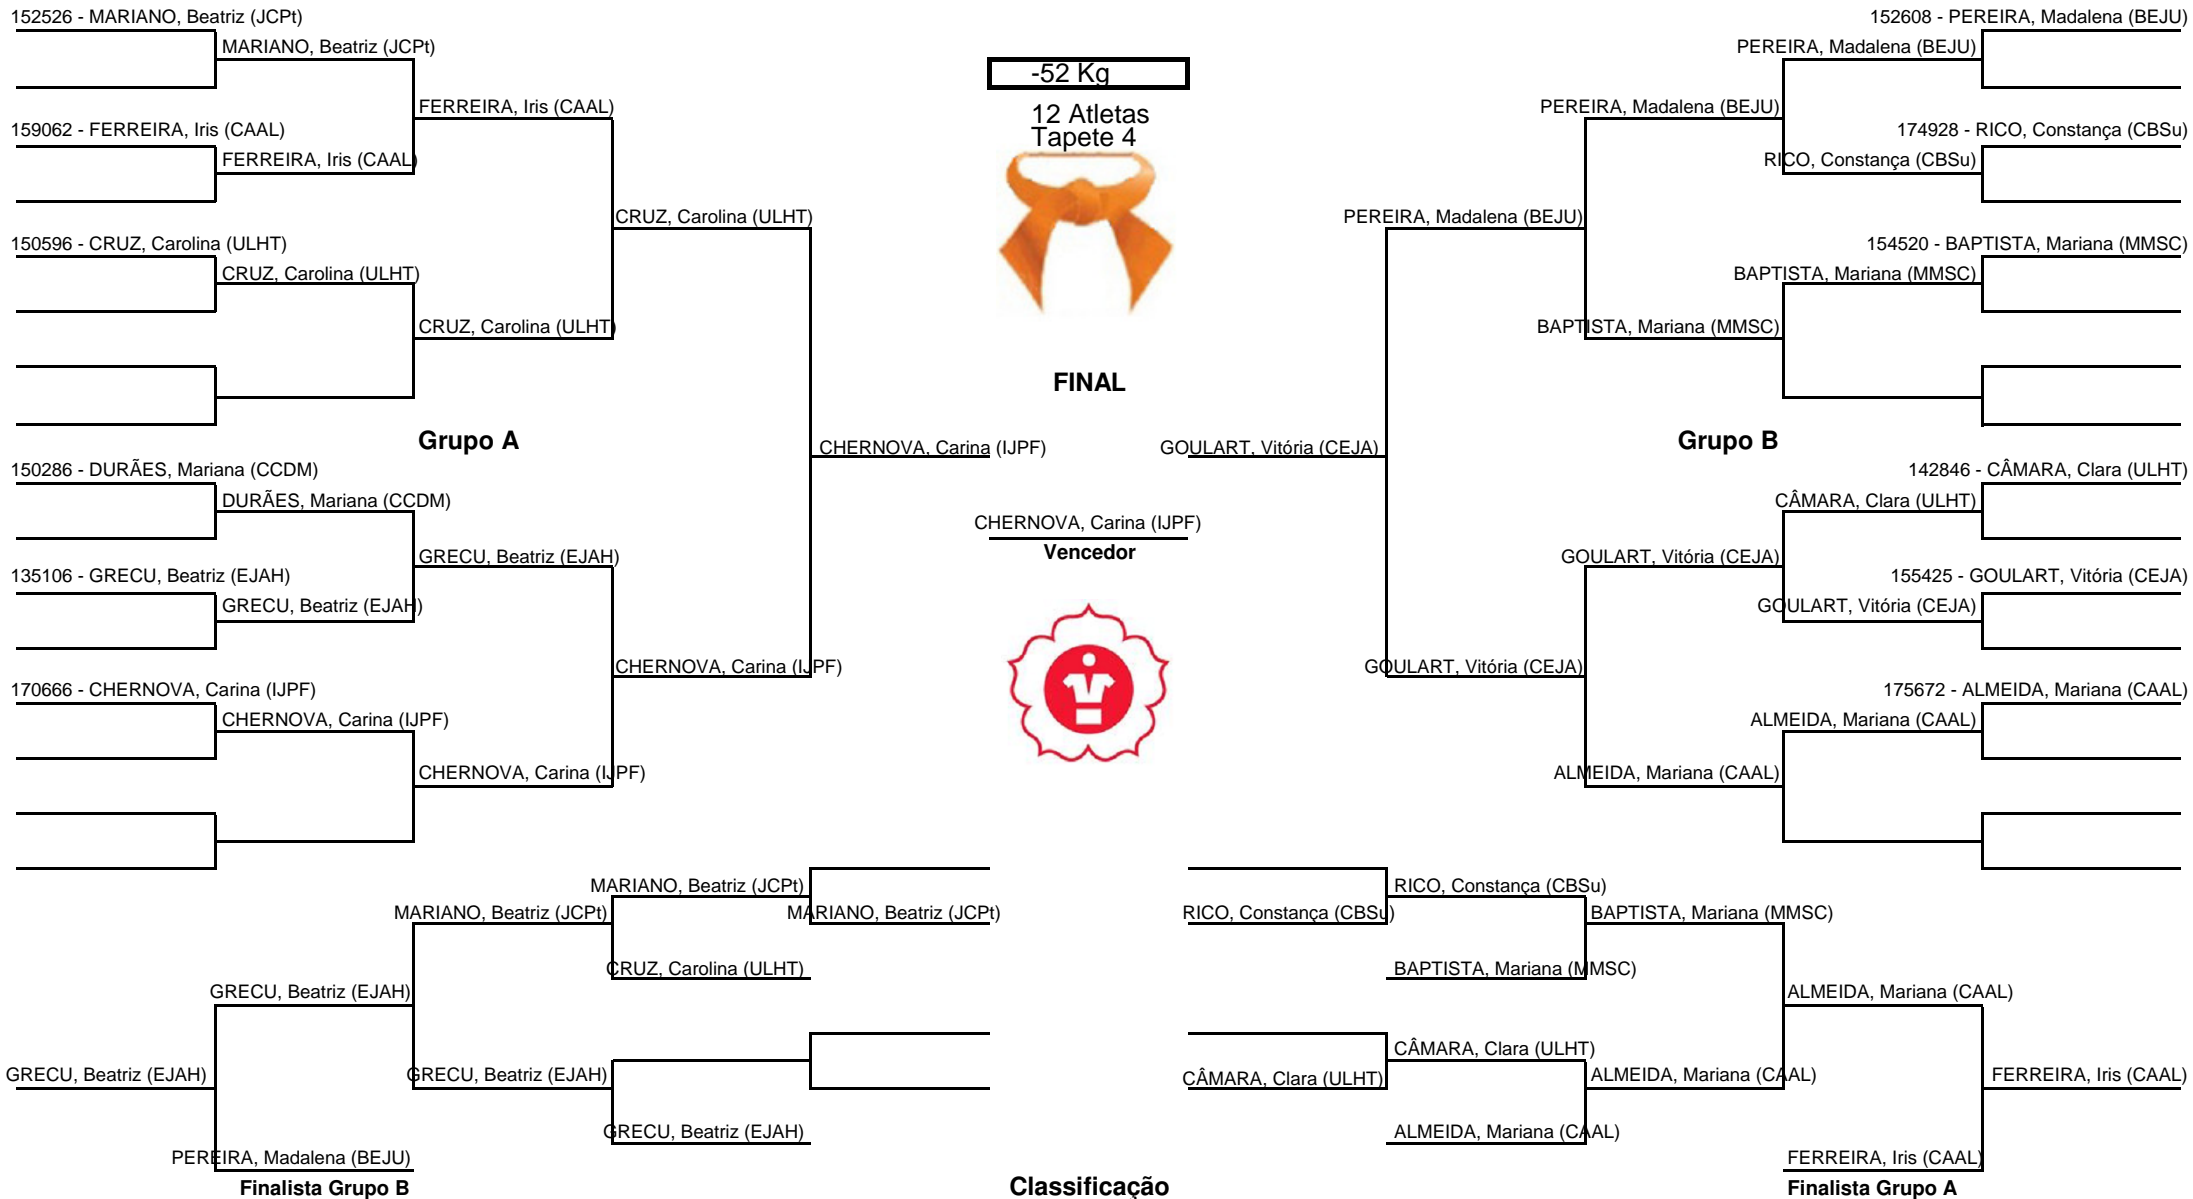 152526 - MARIANO, Beatriz (JCPt)
MARIANO, Beatriz (JCPt)
FERREIRA, Iris (CAAL)
159062 - FERREIRA, Iris (CAAL)
FERREIRA, Iris (CAAL)
CRUZ, Carolina (ULHT)
150596 - CRUZ, Carolina (ULHT)
CRUZ, Carolina (ULHT)
CRUZ, Carolina (ULHT)
Grupo A
CHERNOVA, Carina (IJPF)
150286 - DURÃES, Mariana (CCDM)
DURÃES, Mariana (CCDM)
GRECU, Beatriz (EJAH)
135106 - GRECU, Beatriz (EJAH)
GRECU, Beatriz (EJAH)
CHERNOVA, Carina (IJPF)
170666 - CHERNOVA, Carina (IJPF)
CHERNOVA, Carina (IJPF)
CHERNOVA, Carina (IJPF)
-52 Kg
12 Atletas
Tapete 4
FINAL
CHERNOVA, Carina (IJPF)
Vencedor
152608 - PEREIRA, Madalena (BEJU)
PEREIRA, Madalena (BEJU)
PEREIRA, Madalena (BEJU)
174928 - RICO, Constança (CBSu)
RICO, Constança (CBSu)
PEREIRA, Madalena (BEJU)
154520 - BAPTISTA, Mariana (MMSC)
BAPTISTA, Mariana (MMSC)
BAPTISTA, Mariana (MMSC)
Grupo B
GOULART, Vitória (CEJA)
142846 - CÂMARA, Clara (ULHT)
CÂMARA, Clara (ULHT)
GOULART, Vitória (CEJA)
155425 - GOULART, Vitória (CEJA)
GOULART, Vitória (CEJA)
GOULART, Vitória (CEJA)
175672 - ALMEIDA, Mariana (CAAL)
ALMEIDA, Mariana (CAAL)
ALMEIDA, Mariana (CAAL)
MARIANO, Beatriz (JCPt)
MARIANO, Beatriz (JCPt)
MARIANO, Beatriz (JCPt)
CRUZ, Carolina (ULHT)
GRECU, Beatriz (EJAH)
GRECU, Beatriz (EJAH)
GRECU, Beatriz (EJAH)
GRECU, Beatriz (EJAH)
PEREIRA, Madalena (BEJU)
Finalista Grupo B
RICO, Constança (CBSu)
RICO, Constança (CBSu)
BAPTISTA, Mariana (MMSC)
BAPTISTA, Mariana (MMSC)
ALMEIDA, Mariana (CAAL)
CÂMARA, Clara (ULHT)
CÂMARA, Clara (ULHT)
ALMEIDA, Mariana (CAAL)
FERREIRA, Iris (CAAL)
ALMEIDA, Mariana (CAAL)
FERREIRA, Iris (CAAL)
Finalista Grupo A
Classificação